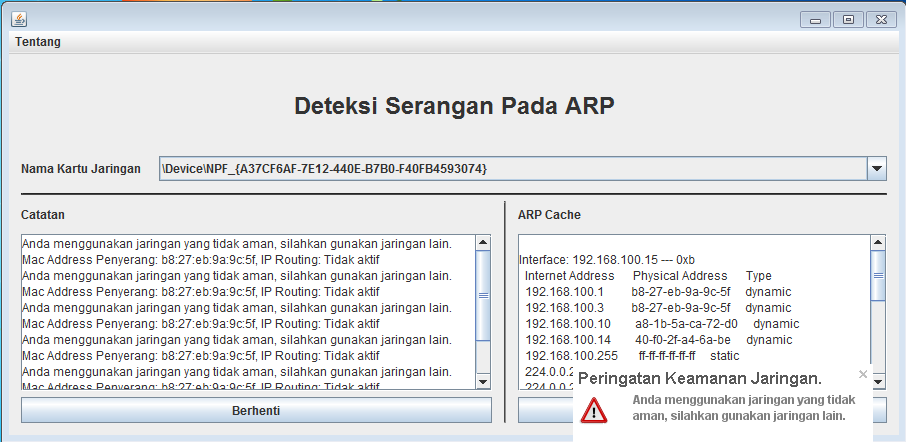 Tentang
Deteksi Serangan Pada ARP
Nama Kartu Jaringan
\Device\NPF_{A37CF6AF-7E12-440E-B7B0-F40FB4593074}
Catatan
Anda menggunakan jaringan yang tidak aman, silahkan gunakan jaringan lain.
Mac Address Penyerang: b8:27:eb:9a:9c:5f, IP Routing: Tidak aktif
Anda menggunakan jaringan yang tidak aman, silahkan gunakan jaringan lain.
Mac Address Penyerang: b8:27:eb:9a:9c:5f, IP Routing: Tidak aktif
Anda menggunakan jaringan yang tidak aman, silahkan gunakan jaringan lain.
Mac Address Penyerang: b8:27:eb:9a:9c:5f, IP Routing: Tidak aktif
Anda menggunakan jaringan yang tidak aman, silahkan gunakan jaringan lain.
Mac Address Penyerang: b8:27:eb:9a:9c:5f, IP Routing: Tidak aktif
Anda menggunakan jaringan yang tidak aman, silahkan gunakan jaringan lain.
Mac Address Penyerang: b8:27:eb:9a:9c:5f, IP Routing: Tidak aktif
Berhenti
ARP Cache
Interface: 192.168.100.15 --- 0xb
Internet Address Physical Address Type
192.168.100.1 b8-27-eb-9a-9c-5f dynamic
192.168.100.3 b8-27-eb-9a-9c-5f dynamic
192.168.100.10 a8-1b-5a-ca-72-d0 dynamic
192.168.100.14 40-f0-2f-a4-6a-be dynamic
192.168.100.255 ff-ff-ff-ff-ff-ff static
224.0.0.2
Peringatan Keamanan Jaringan.
Anda menggunakan jaringan yang tidak
aman, silahkan gunakan jaringan lain.